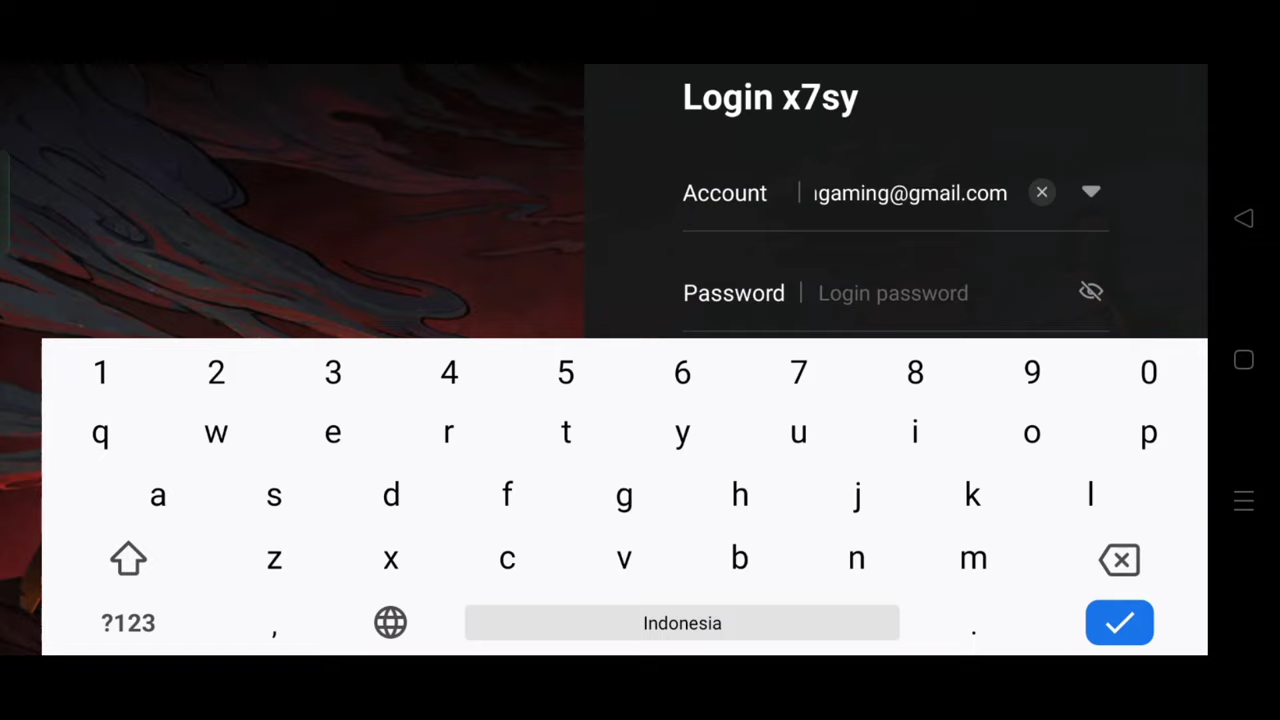 Login x7sy
Account gaming@gmail.com
Password Login password
1 2 3 4 5 6 7 8 9 0
q w e r t y u i o p
a s d f g h j k l
z x c v b n m
?123 , Indonesia .